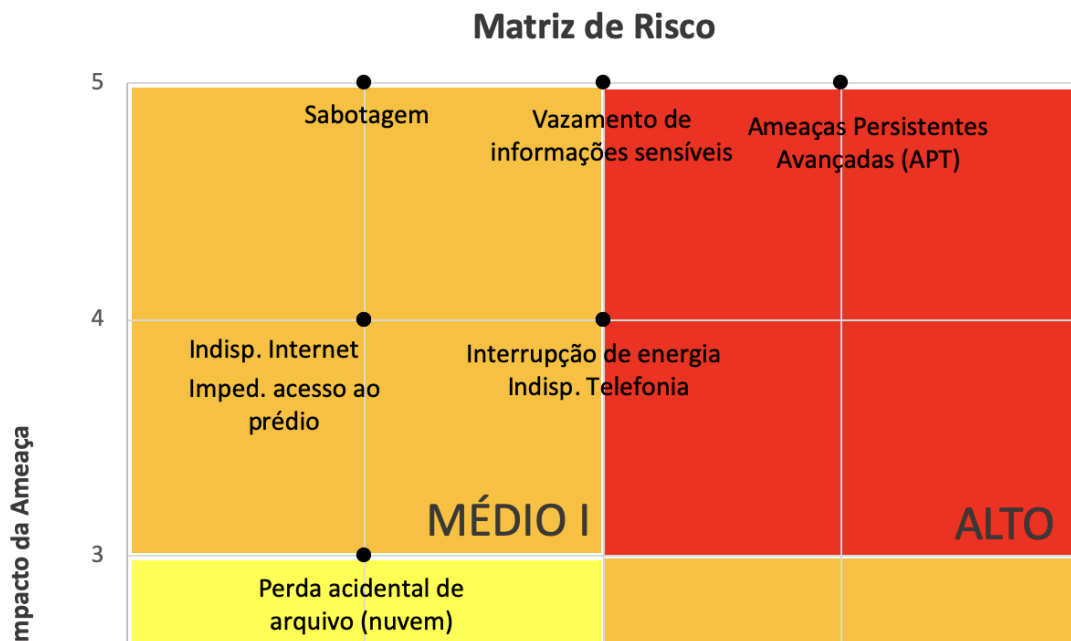 Matriz de Risco
5
Sabotagem
Vazamento de
informações sensíveis
Ameaças Persistentes
Avançadas (APT)
4
Indisp. Internet
Imped. acesso ao
prédio
Interrupção de energia
Indisp. Telefonia
MÉDIO I
ALTO
mpacto da Ameaça
3
Perda acidental de
arquivo (nuvem)